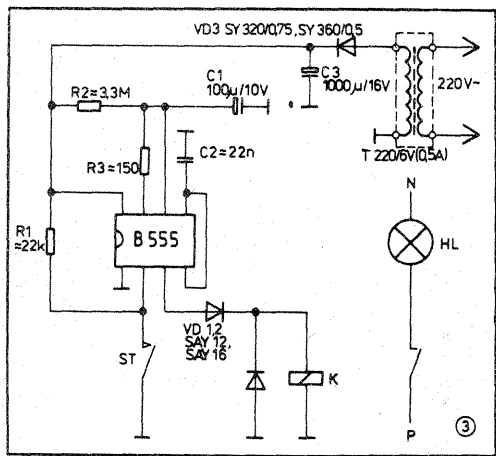 VD3 SY 320/0,75, SY 360/0,5
C1
100µ/10V
C3
1000µ/16V
220V~
R2≈3,3M
T 220/6V(0,5A)
R3≈150
C2≈22n
N
R1
≈22k
B 555
HL
VD 1,2
SAY 12,
SAY 16
ST
K
P
3